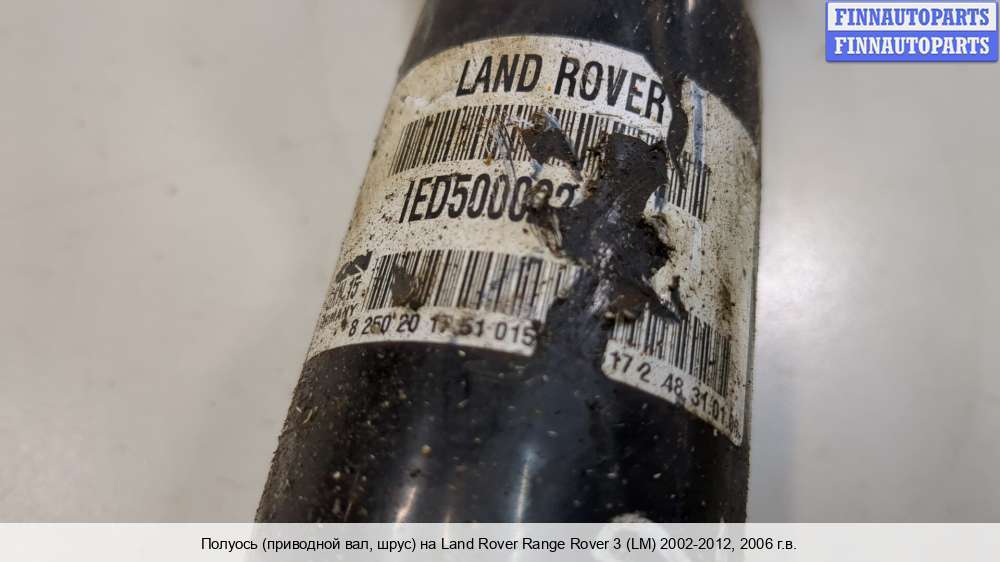 FINNAUTOPARTS
FINNAUTOPARTS
LAND ROVER
8 250 20 17 51 015
17 2 48 31 01
Полуось (приводной вал, шрус) на Land Rover Range Rover 3 (LM) 2002-2012, 2006 г.в.